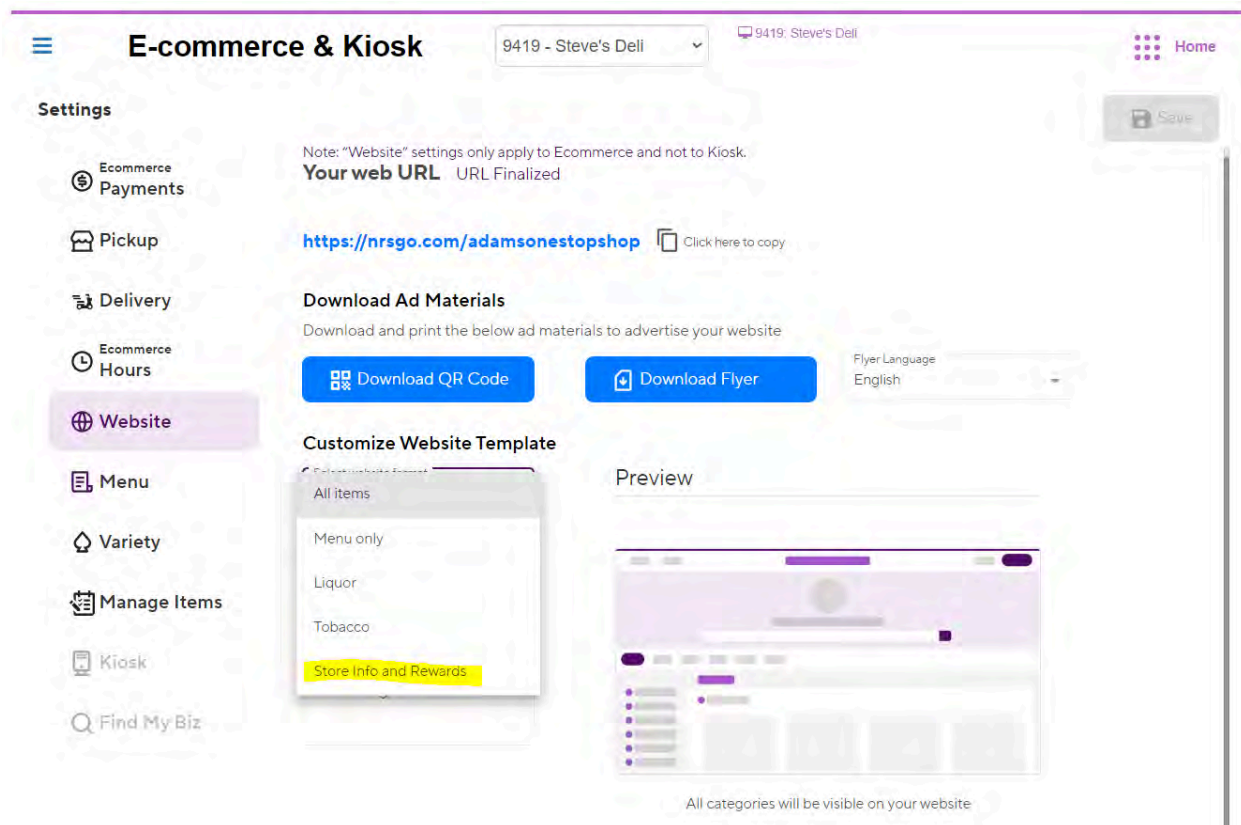 E-commerce & Kiosk
9419 - Steve's Deli
9419: Steve's Deli
Home
Settings
Save
Ecommerce
Payments
Pickup
Delivery
Ecommerce
Hours
Website
Menu
Variety
Manage Items
Kiosk
Find My Biz
Note: “Website” settings only apply to Ecommerce and not to Kiosk.
Your web URL URL Finalized
https://nrsgo.com/adamsonestopshop Click here to copy
Download Ad Materials
Download and print the below ad materials to advertise your website
Download QR Code
Download Flyer
Flyer Language
English
Customize Website Template
Select website format
All items
Menu only
Liquor
Tobacco
Store Info and Rewards
Preview
All categories will be visible on your website